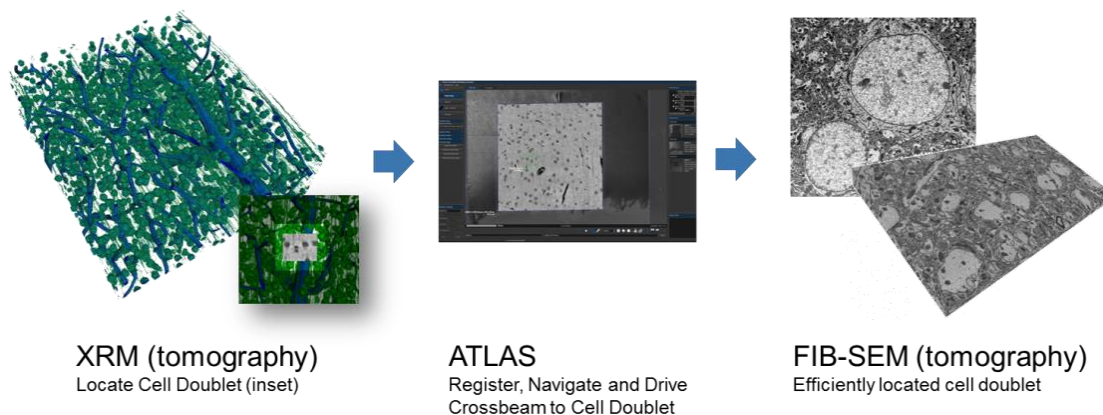 XRM (tomography)
Locate Cell Doublet (inset)
ATLAS
Register, Navigate and Drive
Crossbeam to Cell Doublet
FIB-SEM (tomography)
Efficiently located cell doublet